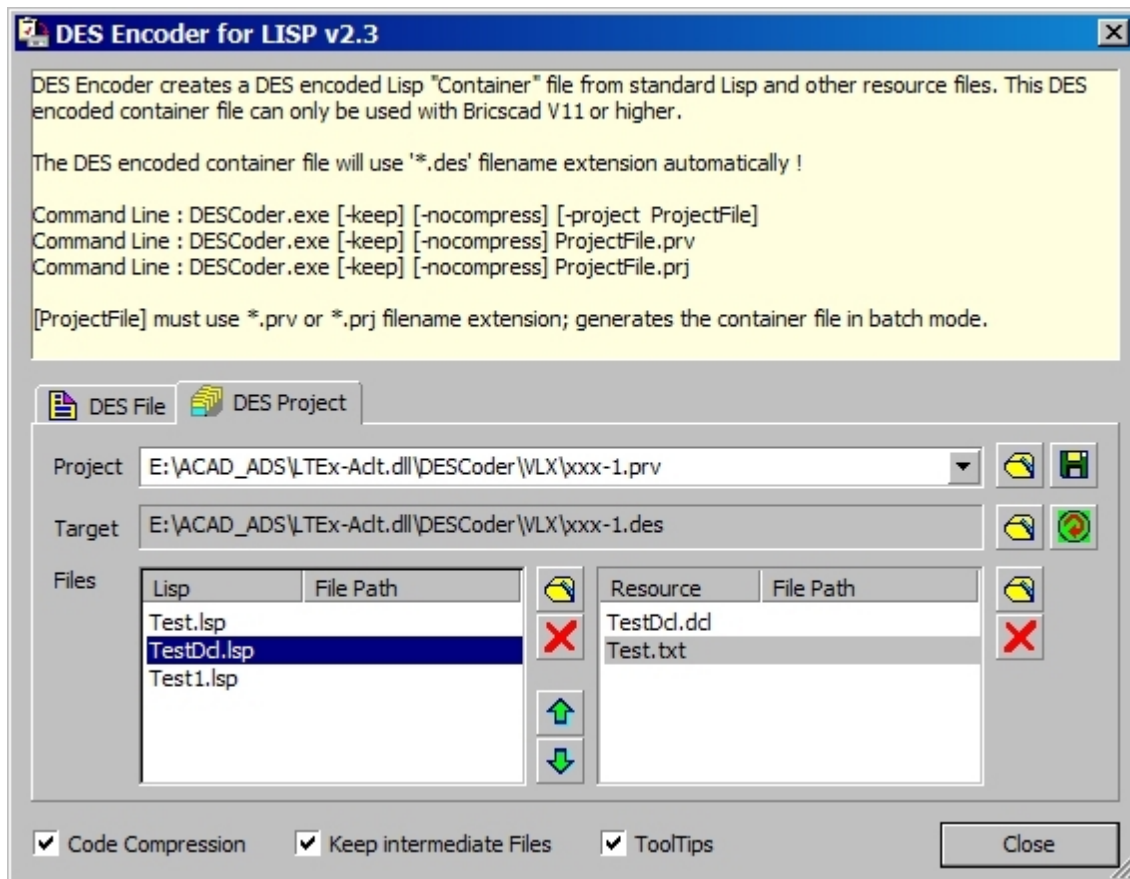 DES Encoder for LISP v2.3
DES Encoder creates a DES encoded Lisp "Container" file from standard Lisp and other resource files. This DES
encoded container file can only be used with Bricscad V11 or higher.
The DES encoded container file will use '*.des' filename extension automatically !
Command Line : DESCoder.exe [-keep] [-nocompress] [-project ProjectFile]
Command Line : DESCoder.exe [-keep] [-nocompress] ProjectFile.prv
Command Line : DESCoder.exe [-keep] [-nocompress] ProjectFile.prj
[ProjectFile] must use *.prv or *.prj filename extension; generates the container file in batch mode.
DES File DES Project
Project E:\ACAD_ADS\LTEx-Aclt.dll\DESCoder\VLX\xxx-1.prv
Target E:\ACAD_ADS\LTEx-Aclt.dll\DESCoder\VLX\xxx-1.des
Files Lisp File Path Resource File Path
Test.lsp TestDcl.dcl
TestDcl.lsp Test.txt
Test1.lsp
Code Compression Keep intermediate Files ToolTips Close